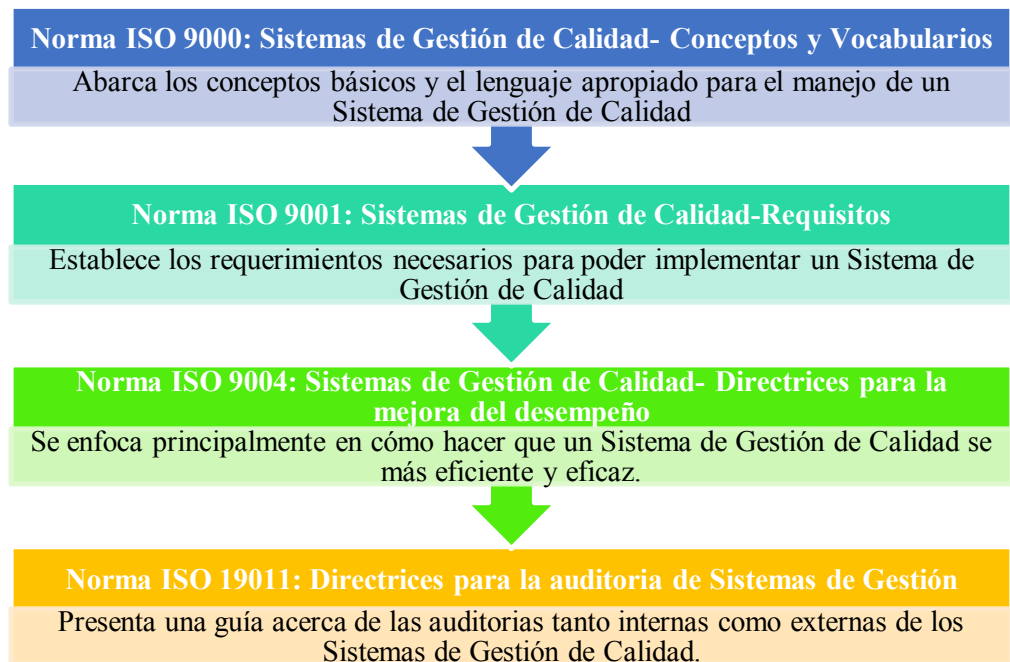 Norma ISO 9000: Sistemas de Gestión de Calidad- Conceptos y Vocabularios
Abarca los conceptos básicos y el lenguaje apropiado para el manejo de un
Sistema de Gestión de Calidad
Norma ISO 9001: Sistemas de Gestión de Calidad-Requisitos
Establece los requerimientos necesarios para poder implementar un Sistema de
Gestión de Calidad
Norma ISO 9004: Sistemas de Gestión de Calidad- Directrices para la
mejora del desempeño
Se enfoca principalmente en cómo hacer que un Sistema de Gestión de Calidad se
más eficiente y eficaz.
Norma ISO 19011: Directrices para la auditoria de Sistemas de Gestión
Presenta una guía acerca de las auditorias tanto internas como externas de los
Sistemas de Gestión de Calidad.